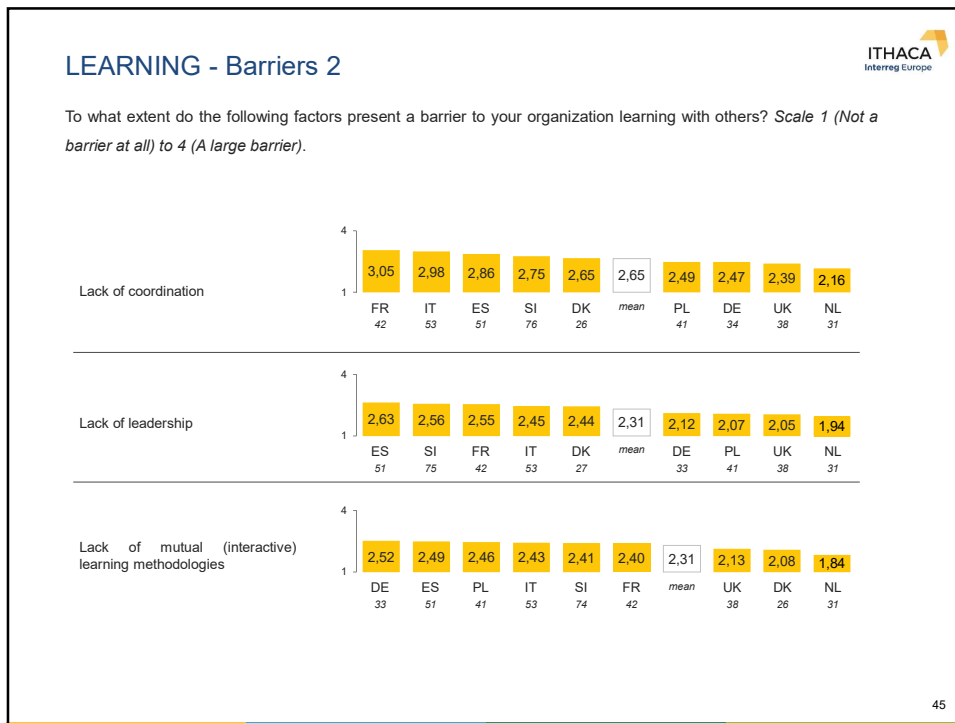 LEARNING - Barriers 2
ITHACA
Interreg Europe
To what extent do the following factors present a barrier to your organization learning with others? Scale 1 (Not a
barrier at all) to 4 (A large barrier).
Lack of coordination
4
1
3,05 2,98 2,86 2,75 2,65 2,65 2,49 2,47 2,39 2,16
FR IT ES SI DK mean PL DE UK NL
42 53 51 76 26 41 34 38 31
Lack of leadership
4
1
2,63 2,56 2,55 2,45 2,44 2,31 2,12 2,07 2,05 1,94
ES SI FR IT DK mean DE PL UK NL
51 75 42 53 27 33 41 38 31
Lack of mutual (interactive)
learning methodologies
4
1
2,52 2,49 2,46 2,43 2,41 2,40 2,31 2,13 2,08 1,84
DE ES PL IT SI FR mean UK DK NL
33 51 41 53 74 42 38 26 31
45